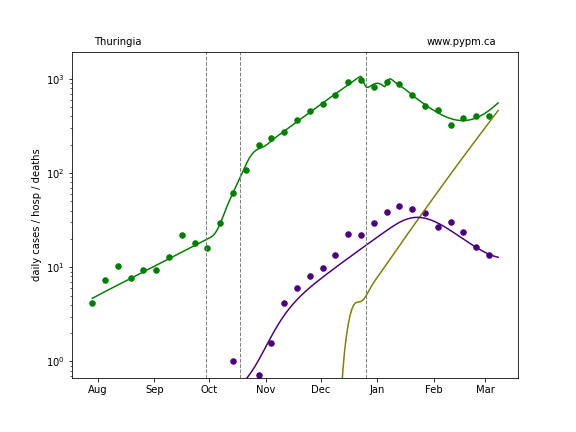 Thuringia www.pypm.ca
daily cases / hosp / deaths
10³
10²
10¹
10⁰
Aug Sep Oct Nov Dec Jan Feb Mar